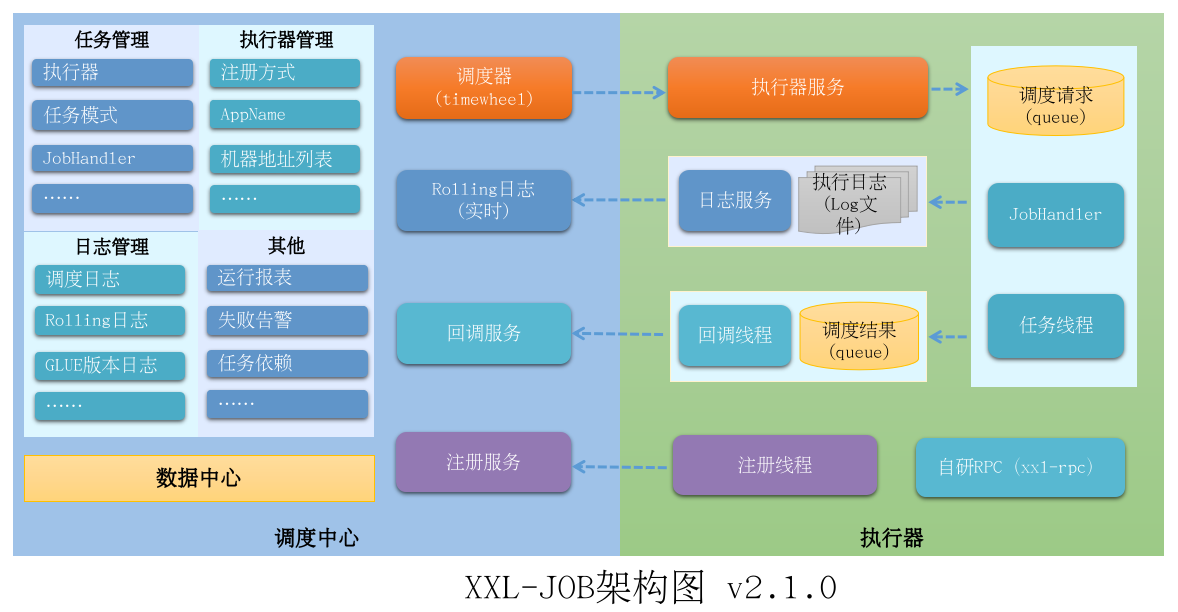 任务管理
执行器
任务模式
JobHandler
······
执行器管理
注册方式
AppName
机器地址列表
······
日志管理
调度日志
Rolling日志
GLUE版本日志
······
其他
运行报表
失败告警
任务依赖
······
数据中心
调度器
(timewheel)
Rolling日志
(实时)
回调服务
注册服务
调度中心
执行器服务
日志服务
执行日志
(Log文
件)
回调线程
调度结果
(queue)
注册线程
调度请求
(queue)
JobHandler
任务线程
自研RPC (xxl-rpc)
执行器
XXL-JOB架构图 v2.1.0